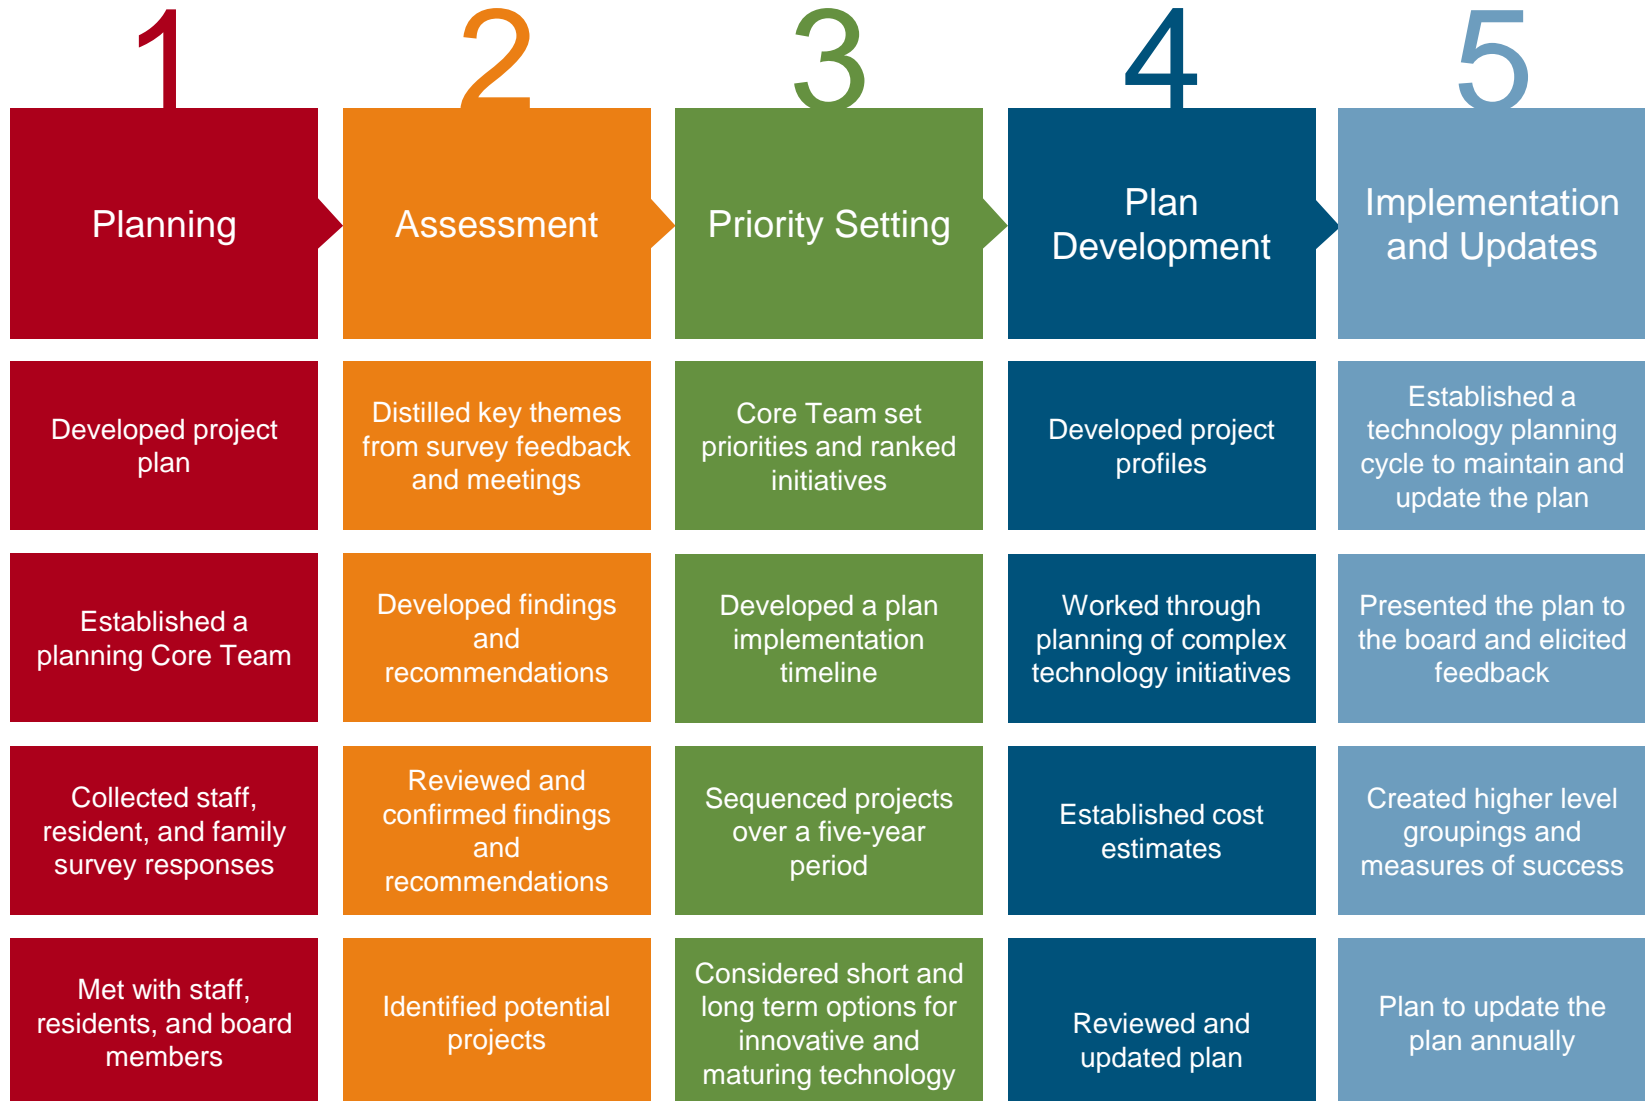 1
2
3
4
5
Planning
Assessment
Priority Setting
Plan
Development
Implementation
and Updates
Developed project
plan
Distilled key themes
from survey feedback
and meetings
Core Team set
priorities and ranked
initiatives
Developed project
profiles
Established a
technology planning
cycle to maintain and
update the plan
Established a
planning Core Team
Developed findings
and
recommendations
Developed a plan
implementation
timeline
Worked through
planning of complex
technology initiatives
Presented the plan to
the board and elicited
feedback
Collected staff,
resident, and family
survey responses
Reviewed and
confirmed findings
and
recommendations
Sequenced projects
over a five-year
period
Established cost
estimates
Created higher level
groupings and
measures of success
Met with staff,
residents, and board
members
Identified potential
projects
Considered short and
long term options for
innovative and
maturing technology
Reviewed and
updated plan
Plan to update the
plan annually